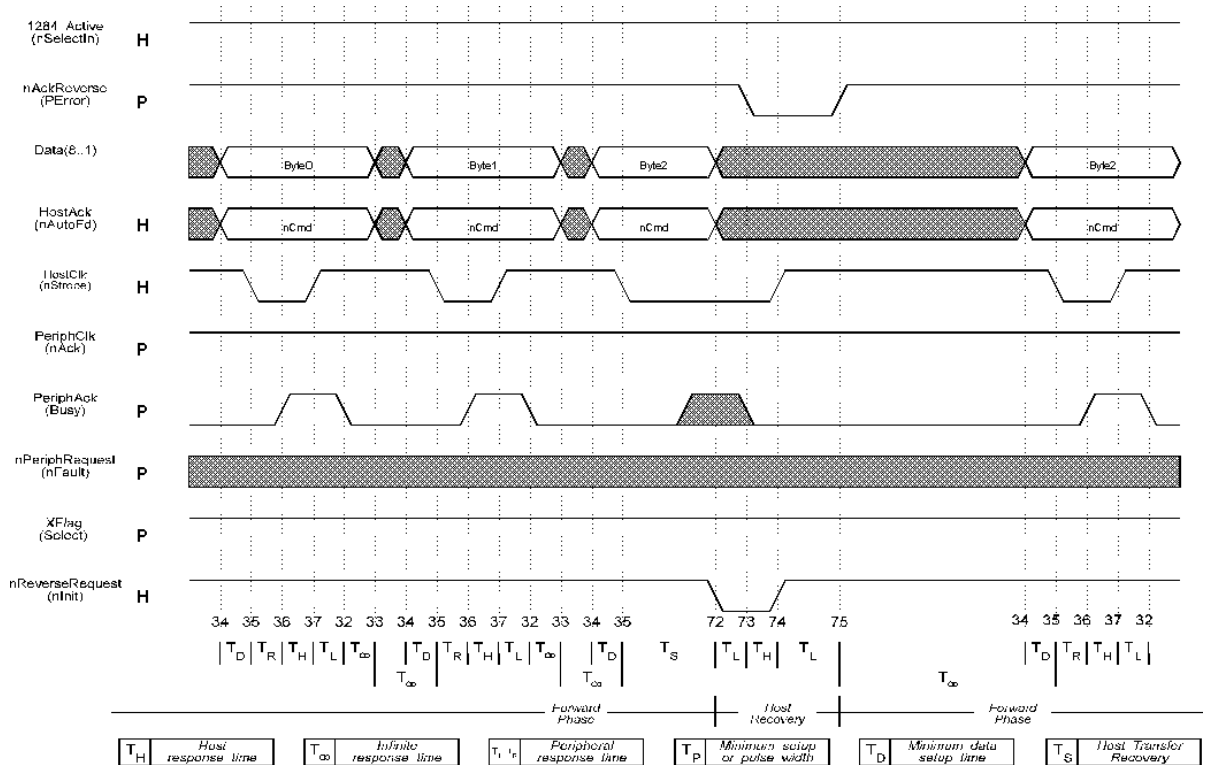 1284 Active
(nSelectIn) H
nAckReverse
(PError) P
Data(8..1)
Byte0 Byte1 Byte2 Byte2
HostAck
(nAutoFd) H
nCmd nCmd nCmd nCmd
HostClk
(nStrobe) H
PeriphClk
(nAck) P
PeriphAck
(Busy) P
nPeriphRequest
(nFault) P
XFlag
(Select) P
nReverseRequest
(nInit) H
34 35 36 37 32 33 34 35 36 37 32 33 34 35 72 73 74 75 34 35 36 37 32
TD TR TH TL T∞ TD TR TH TL T∞ TD TS TL TH TL TD TR TH TL
T∞ T∞ T∞
Forward
Phase
Host
Recovery
Forward
Phase
TH Host
response time
T∞ Infinite
response time
Peripheral
response time
TP Minimum setup
or pulse width
TD Minimum data
setup time
TS Host Transfer
Recovery